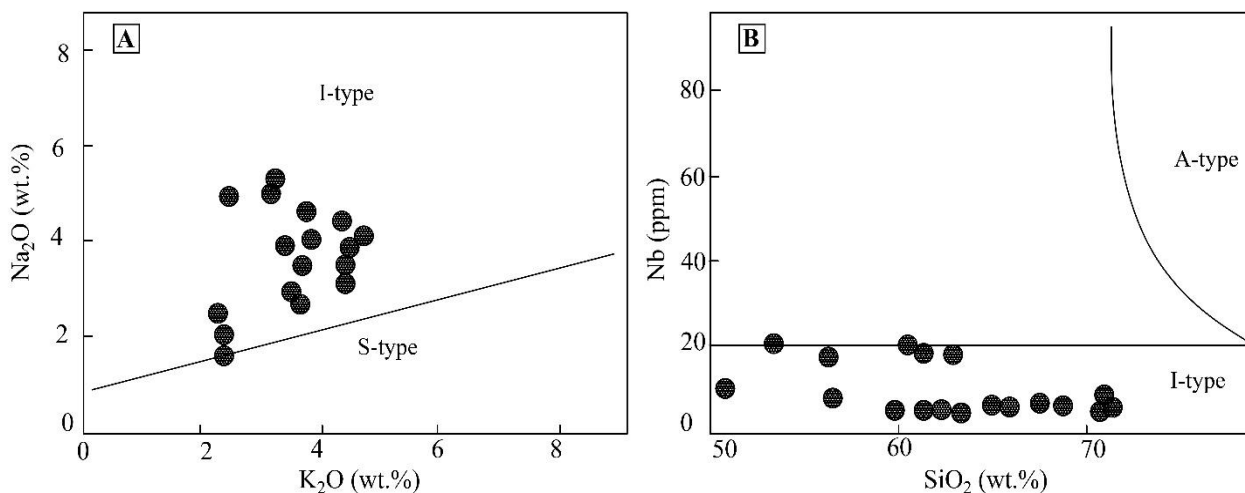 A
8
6
4
2
0
Na₂O (wt.%)
I-type
S-type
0
2
4
6
8
K₂O (wt.%)
B
80
60
40
20
0
Nb (ppm)
A-type
I-type
50
60
70
SiO₂ (wt.%)